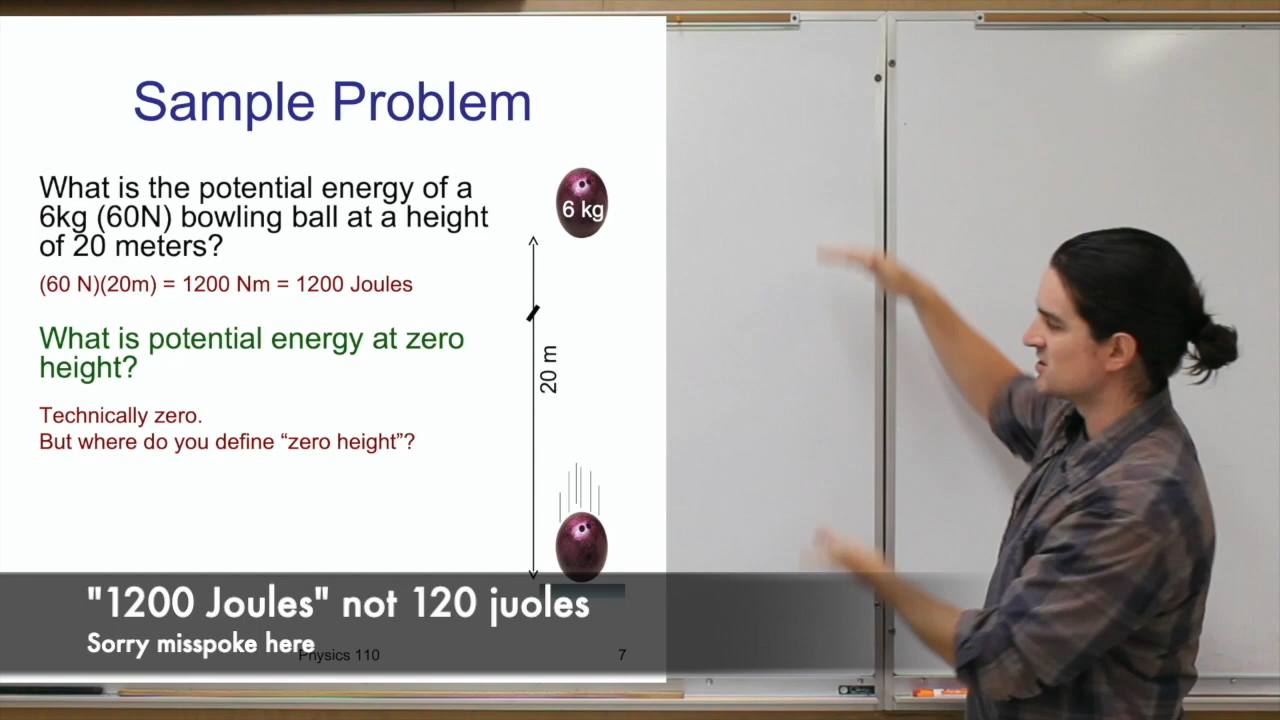 Sample Problem
What is the potential energy of a
6kg (60N) bowling ball at a height
of 20 meters?
(60 N)(20m) = 1200 Nm = 1200 Joules
What is potential energy at zero
height?
Technically zero.
But where do you define “zero height”?
6 kg
20 m
"1200 Joules" not 120 juoles
Sorry misspoke here
Physics 110
7